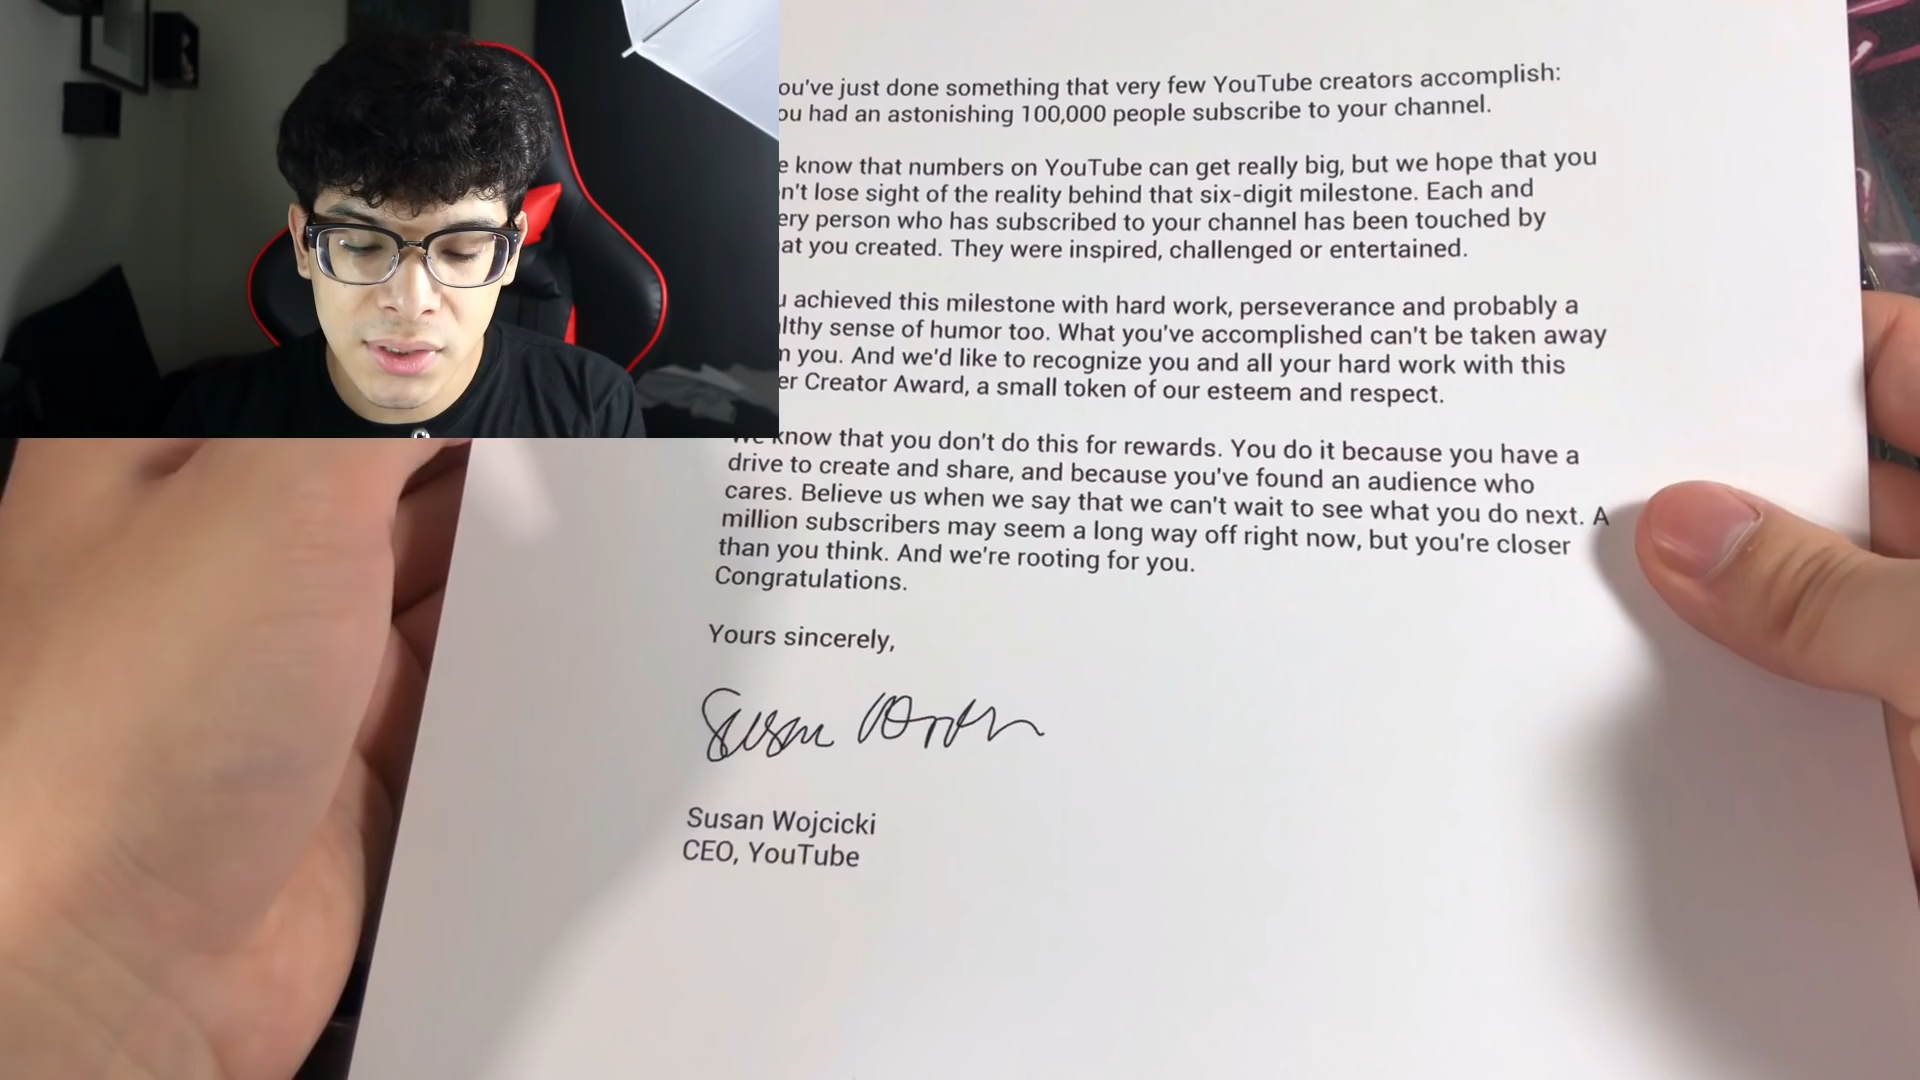 ou've just done something that very few YouTube creators accomplish:
ou had an astonishing 100,000 people subscribe to your channel.
e know that numbers on YouTube can get really big, but we hope that you
n't lose sight of the reality behind that six-digit milestone. Each and
ery person who has subscribed to your channel has been touched by
at you created. They were inspired, challenged or entertained.
achieved this milestone with hard work, perseverance and probably a
lthy sense of humor too. What you've accomplished can't be taken away
you. And we'd like to recognize you and all your hard work with this
er Creator Award, a small token of our esteem and respect.
We know that you don't do this for rewards. You do it because you have a
drive to create and share, and because you've found an audience who
cares. Believe us when we say that we can't wait to see what you do next. A
million subscribers may seem a long way off right now, but you're closer
than you think. And we're rooting for you.
Congratulations.
Yours sincerely,
Susan
Susan Wojcicki
CEO, YouTube